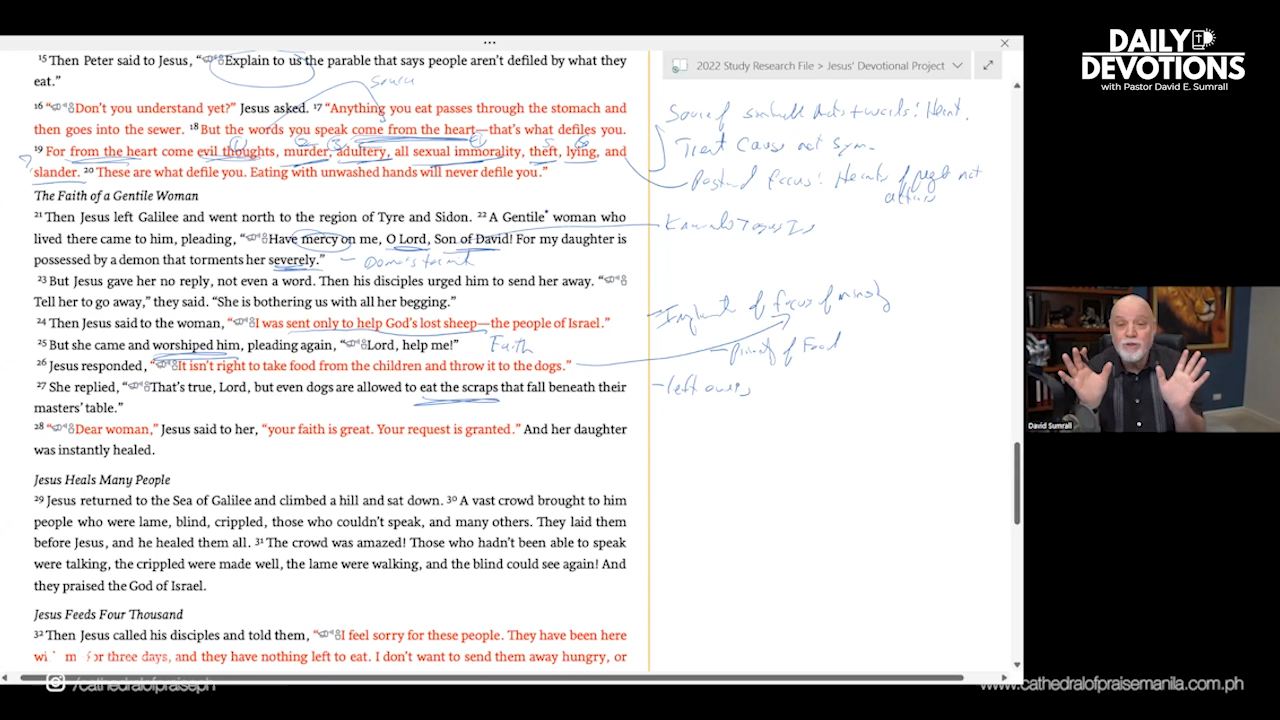 DAILY
DEVOTIONS
with Pastor David E. Sumrall
2022 Study Research File > Jesus' Devotional Project
15 Then Peter said to Jesus, “Explain to us the parable that says people aren’t defiled by what they
eat.”
16 “Don’t you understand yet?” Jesus asked. 17 “Anything you eat passes through the stomach and
then goes into the sewer. 18 But the words you speak come from the heart—that’s what defiles you.
19 For from the heart come evil thoughts, murder, adultery, all sexual immorality, theft, lying, and
slander. 20 These are what defile you. Eating with unwashed hands will never defile you.”
The Faith of a Gentile Woman
21 Then Jesus left Galilee and went north to the region of Tyre and Sidon. 22 A Gentile* woman who
lived there came to him, pleading, “Have mercy on me, O Lord, Son of David! For my daughter is
possessed by a demon that torments her severely.”
23 But Jesus gave her no reply, not even a word. Then his disciples urged him to send her away. “
Tell her to go away,” they said. “She is bothering us with all her begging.”
24 Then Jesus said to the woman, “I was sent only to help God’s lost sheep—the people of Israel.”
25 But she came and worshiped him, pleading again, “Lord, help me!”
Faith
26 Jesus responded, “It isn’t right to take food from the children and throw it to the dogs.”
27 She replied, “That’s true, Lord, but even dogs are allowed to eat the scraps that fall beneath their
masters’ table.”
28 “Dear woman,” Jesus said to her, “your faith is great. Your request is granted.” And her daughter
was instantly healed.
Jesus Heals Many People
29 Jesus returned to the Sea of Galilee and climbed a hill and sat down. 30 A vast crowd brought to him
people who were lame, blind, crippled, those who couldn’t speak, and many others. They laid them
before Jesus, and he healed them all. 31 The crowd was amazed! Those who hadn’t been able to speak
were talking, the crippled were made well, the lame were walking, and the blind could see again! And
they praised the God of Israel.
Jesus Feeds Four Thousand
32 Then Jesus called his disciples and told them, “I feel sorry for these people. They have been here
for three days, and they have nothing left to eat. I don’t want to send them away hungry, or
Heart.
Treat Cause not Sym.
focus: Hearts of not
of focus of
of Food
- left overs
David Sumrall
/cathedralofpraiseph
www.cathedralofpraisemanila.com.ph